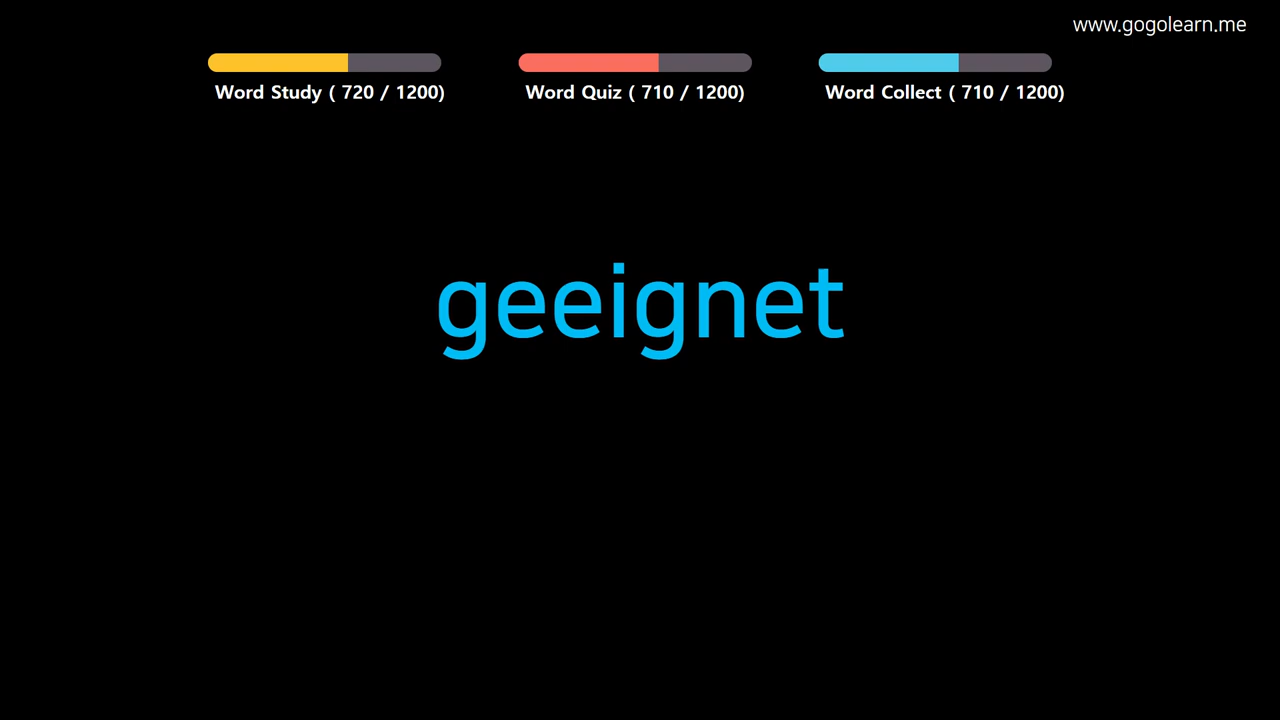 www.gogolearn.me
Word Study ( 720 / 1200)
Word Quiz ( 710 / 1200)
Word Collect ( 710 / 1200)
geeignet